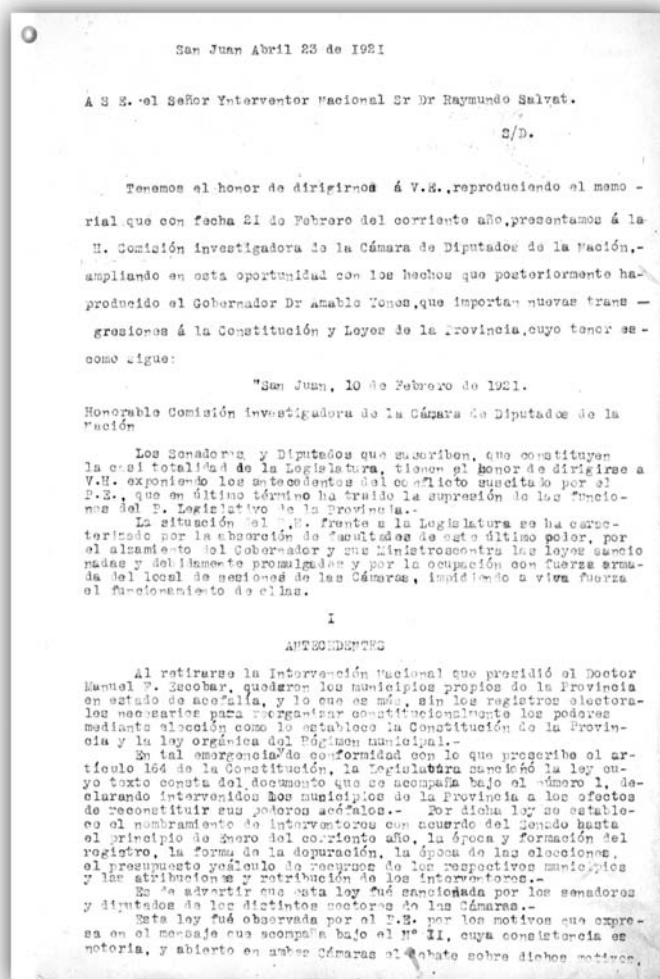 San Juan Abril 23 de 1921
A S E. el Señor Ynterventor Nacional Sr Dr Raymundo Salvat.
S/D.
Tenemos el honor de dirigirnos á V.E.,reproduciendo el memo -
rial que con fecha 21 de Febrero del corriente año,presentamos á la
H. Comisión investigadora de la Cámara de Diputados de la Nación,-
ampliando en esta oportunidad con los hechos que posteriormente ha-
producido el Gobernador Dr Amable Yones,que importan nuevas trans —
gresiones á la Constitución y Leyes de la Provincia,cuyo tenor es-
como sigue:
"San Juan, 10 de Febrero de 1921.
Honorable Comisión investigadora de la Cámara de Diputados de la
Nación
Los Senadores y Diputados que suscriben, que constituyen
la casi totalidad de la Legislatura, tienen el honor de dirigirse a
V.H. exponiendo los antecedentes del conflicto suscitado por el
P.E., que en último término ha traido la supresión de las funcio-
nes del P. Legislativo de la Provincia.-
La situación del P.E. frente a la Legislatura se ha carac-
terizado por la absorción de facultades de este último poder, por
el alzamiento del Gobernador y sus Ministroscontra las leyes sancio
nadas y debidamente promulgadas y por la ocupación con fuerza arma-
da del local de sesiones de las Cámaras, impidiendo a viva fuerza
el funcionamiento de ellas.
I
ANTECEDENTES
Al retirarse la Intervención Nacional que presidió el Doctor
Manuel F. Escobar, quedaron los municipios propios de la Provincia
en estado de acefalía, y lo que es más, sin los registros electora-
les necesarios para reorganizar constitucionalmente los poderes
mediante elección como lo establece la Constitución de la Provin-
cia y la ley orgánica del Régimen municipal.-
En tal emergencia y de conformidad con lo que prescribe el ar-
tículo 164 de la Constitución, la Legislatúra sancionó la ley cu-
yo texto consta del documento que se acompaña bajo el número 1, de-
clarando intervenidos los municipios de la Provincia a los efectos
de reconstituir sus poderes acéfalos.- Por dicha ley se estable-
ce el nombramiento de interventores con acuerdo del Senado hasta
el principio de Enero del corriente año, la época y formación del
registro, la forma de la depuración, la época de las elecciones,
el presupuesto ycálculo de recursos de los respectivos municipios
y las atribuciones y retribución de los interventores.-
Es de advertir que esta ley fué sancionada por los senadores
y diputados de los distintos sectores de las Cámaras.-
Esta ley fué observada por el P.E. por los motivos que expre-
sa en el mensaje que acompaña bajo el N° II, cuya consistencia es
notoria, y abierto en ambas Cámaras el debate sobre dichos motivos,